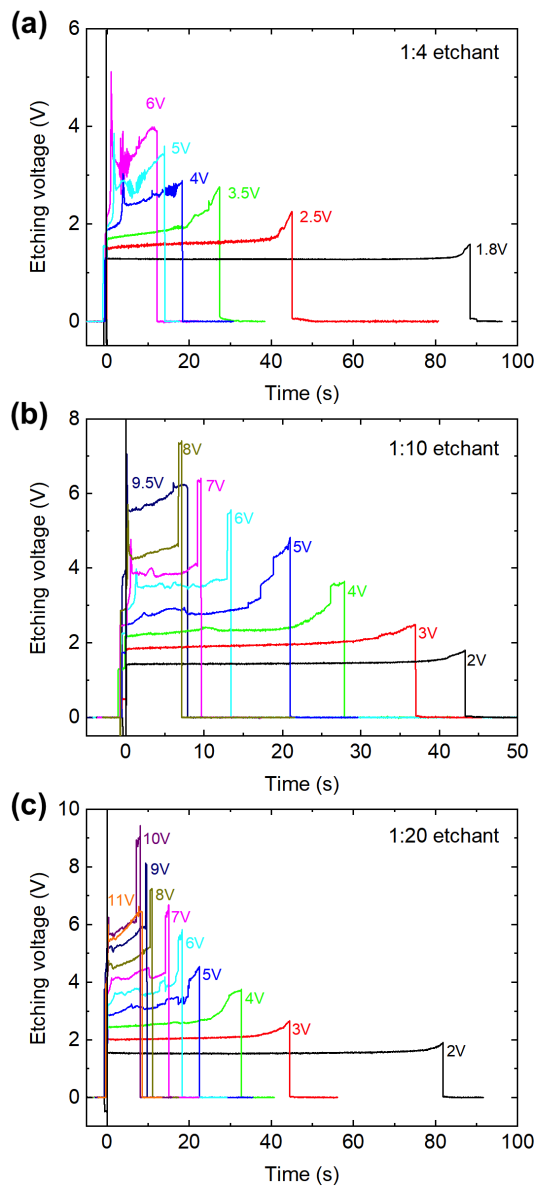 (a)
1:4 etchant
Etching voltage (V)
6
4
2
0
6V
5V
4V
3.5V
2.5V
1.8V
0 20 40 60 80 100
Time (s)
(b)
1:10 etchant
Etching voltage (V)
8
6
4
2
0
8V
9.5V
7V
6V
5V
4V
3V
2V
0 10 20 30 40 50
Time (s)
(c)
1:20 etchant
Etching voltage (V)
10
8
6
4
2
0
10V
9V
11V
8V
7V
6V
5V
4V
3V
2V
0 20 40 60 80 100
Time (s)